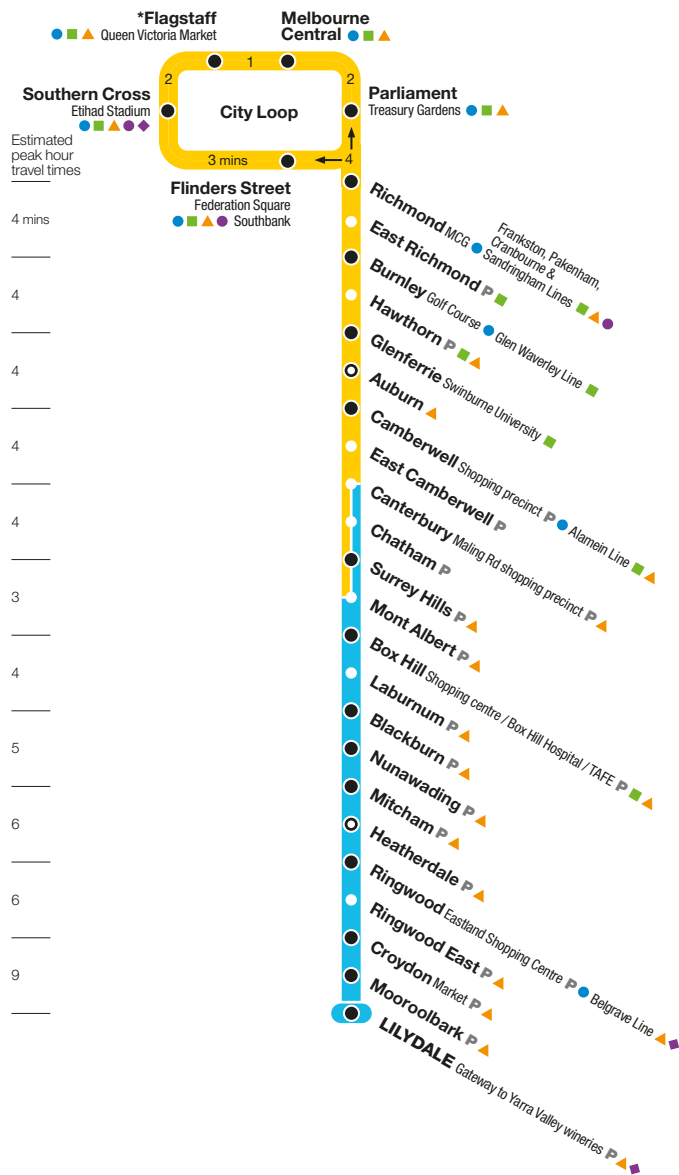 *Flagstaff
Queen Victoria Market
Melbourne
Central
1
2
2
Southern Cross
Etihad Stadium
City Loop
Parliament
Treasury Gardens
Estimated
peak hour
travel times
3 mins
4
Flinders Street
Federation Square
Southbank
4 mins
4
4
4
4
3
4
5
6
6
9
Richmond MCG Frankston, Pakenham,
Cranbourne &
Sandringham Lines
East Richmond P
Burnley Golf Course Glen Waverley Line
Hawthorn P
Glenferrie Swinburne University
Auburn
Camberwell Shopping precinct P Alamein Line
East Camberwell P
Canterbury Maling Rd shopping precinct P
Chatham P
Surrey Hills P
Mont Albert P
Box Hill Shopping centre / Box Hill Hospital / TAFE P
Laburnum P
Blackburn P
Nunawading P
Mitcham P
Heatherdale P
Ringwood Eastland Shopping Centre P Belgrave Line
Ringwood East P
Croydon Market P
Mooroolbark P
LILYDALE Gateway to Yarra Valley wineries P